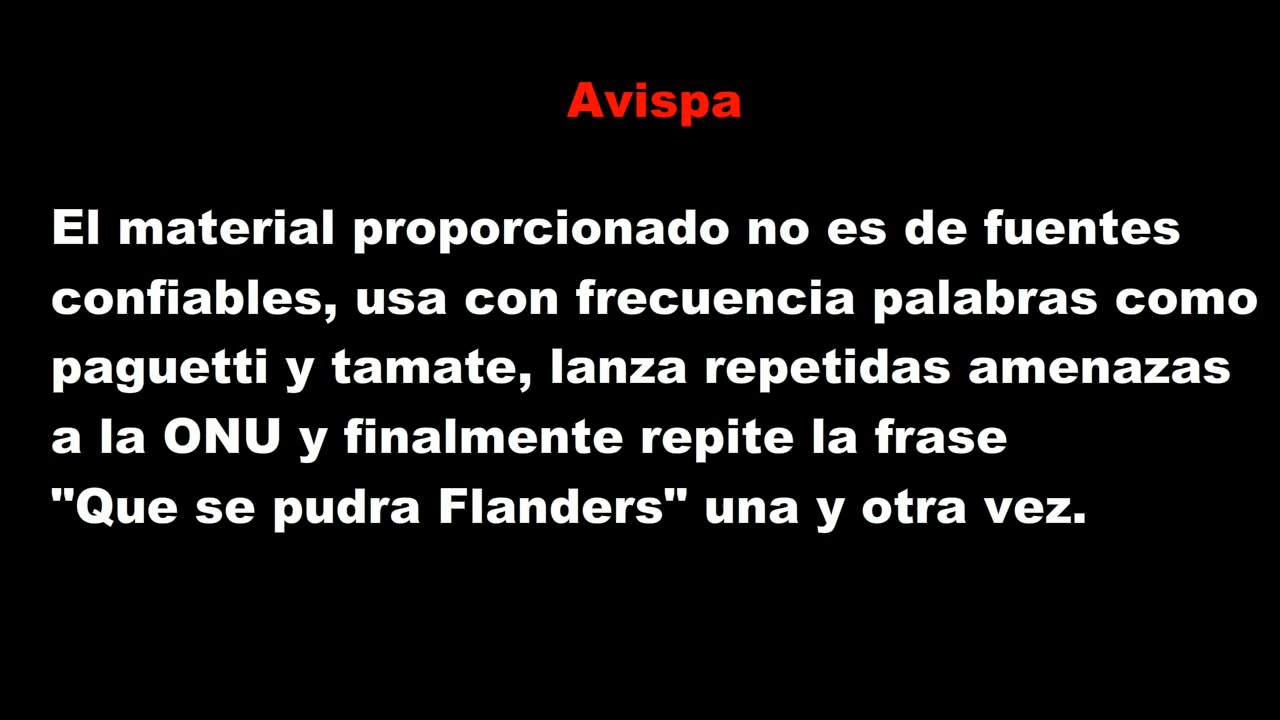 Avispa
El material proporcionado no es de fuentes
confiables, usa con frecuencia palabras como
paguetti y tamate, lanza repetidas amenazas
a la ONU y finalmente repite la frase
"Que se pudra Flanders" una y otra vez.